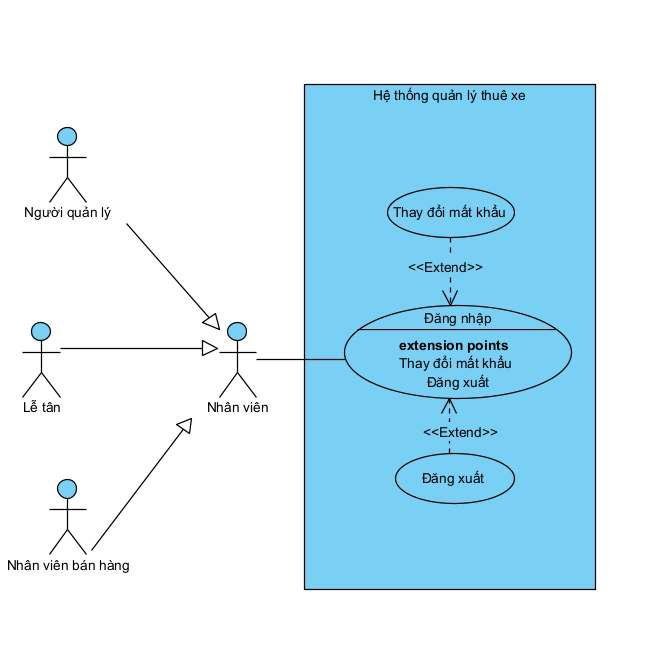 Hệ thống quản lý thuê xe
Người quản lý
Thay đổi mất khẩu
<<Extend>>
Đăng nhập
extension points
Thay đổi mất khẩu
Đăng xuất
Lễ tân
Nhân viên
<<Extend>>
Đăng xuất
Nhân viên bán hàng